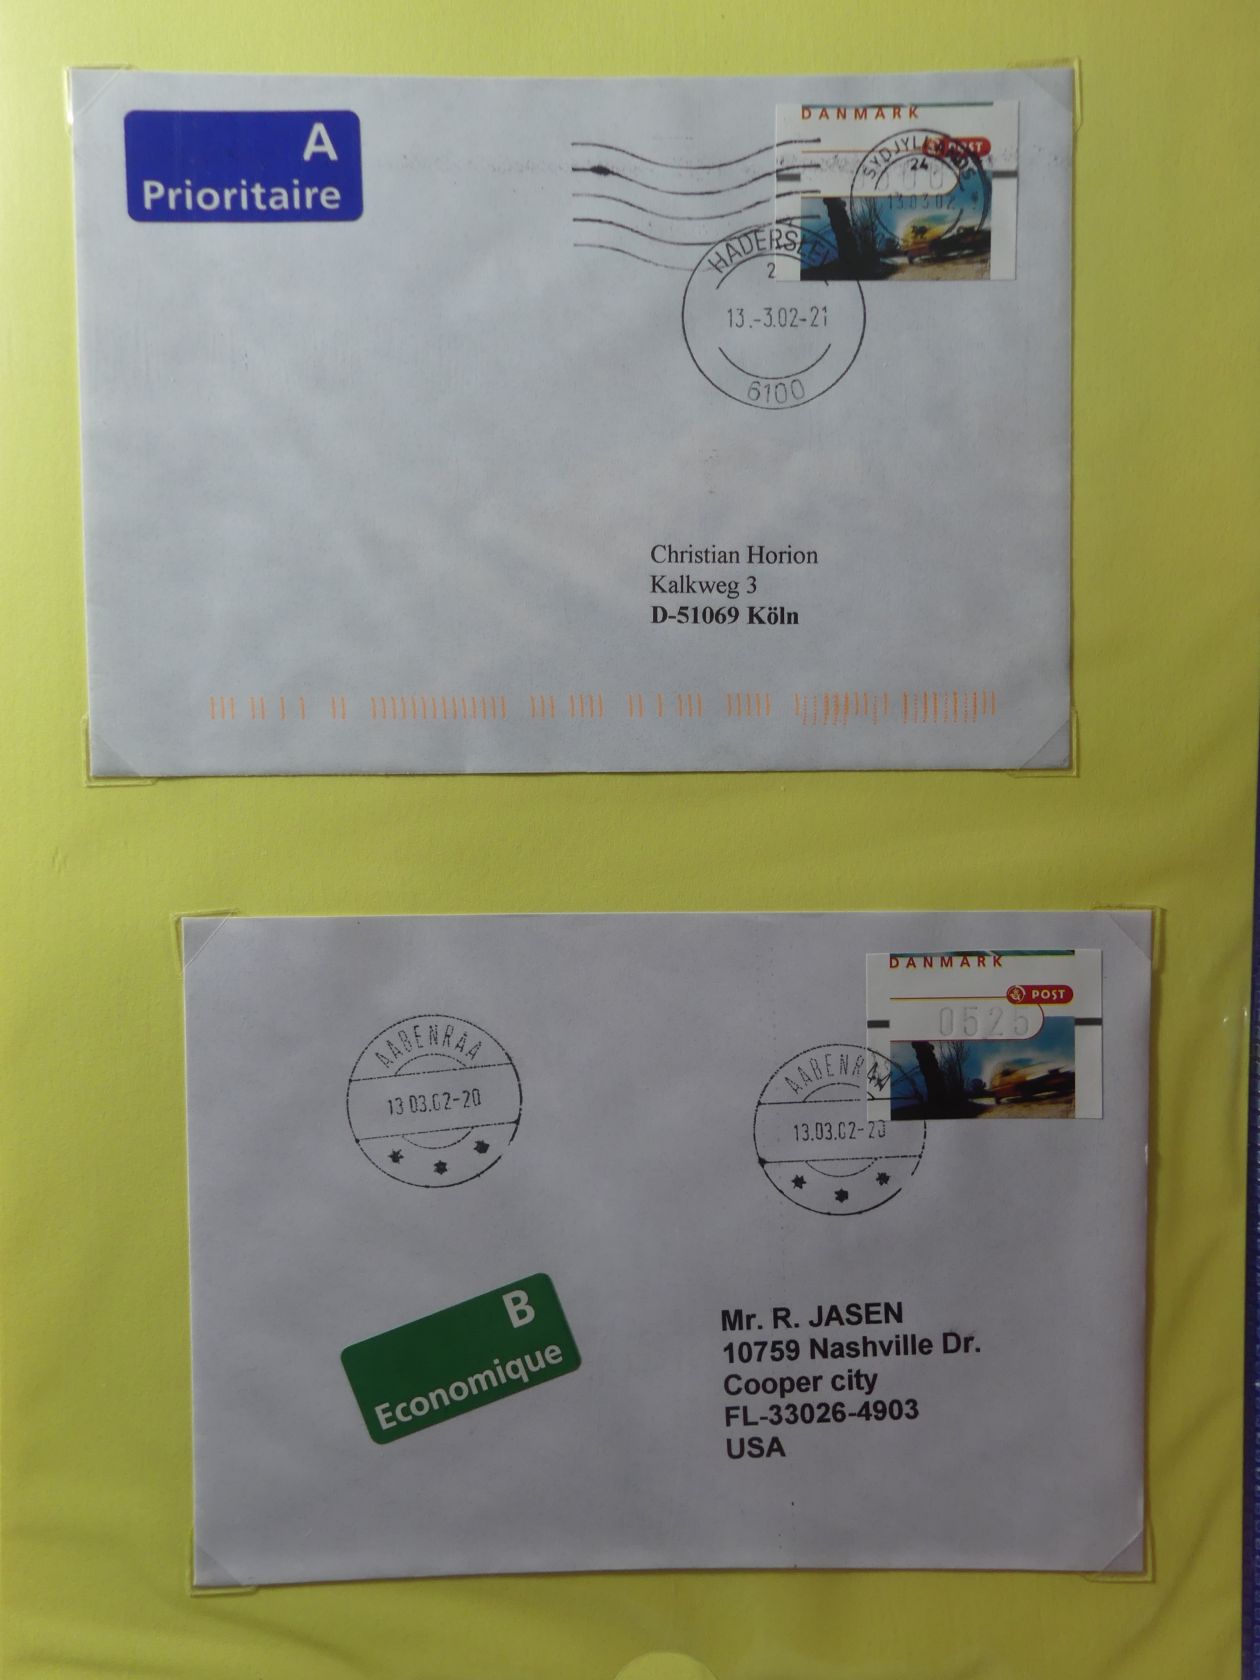 A
Prioritaire
DANMARK
POST
SYDJYLLANDS
24
13.03.02
HADERSLEV
2
13.-3.02-21
6100
Christian Horion
Kalkweg 3
D-51069 Köln
DANMARK
POST
0525
AABENRAA
13.03.02-20
AABENRAA
13.03.02-20
B
Economique
Mr. R. JASEN
10759 Nashville Dr.
Cooper city
FL-33026-4903
USA